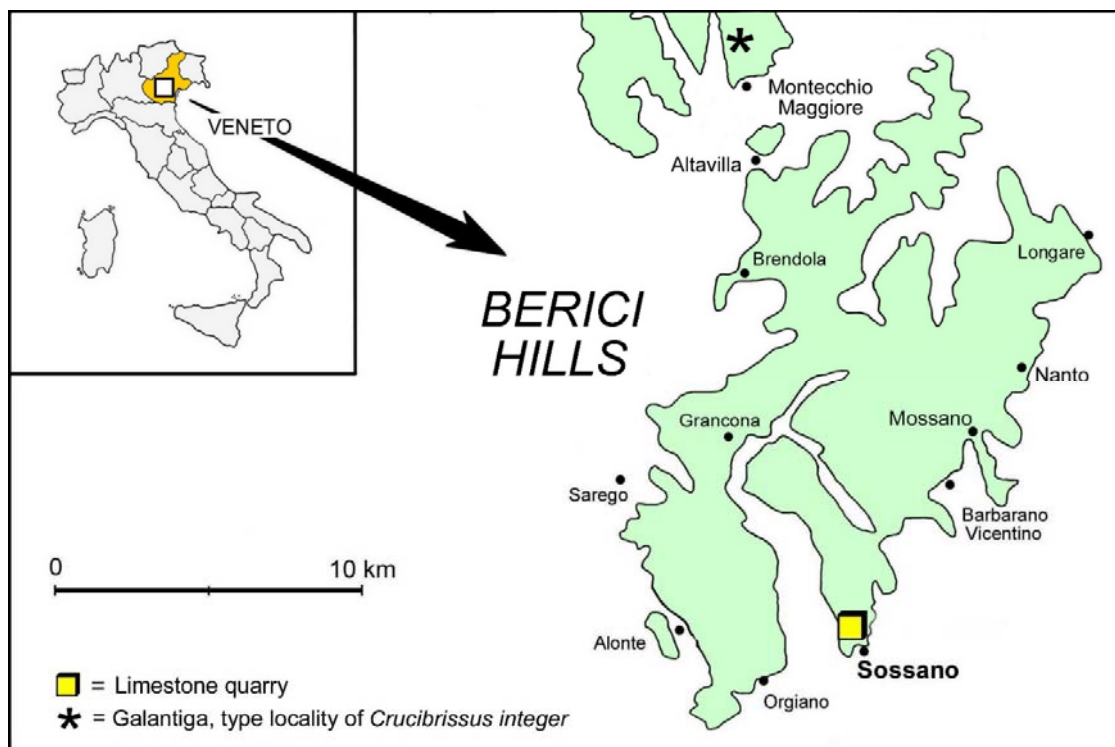 VENETO
Montecchio
Maggiore
Altavilla
Longare
Brendola
BERICI
HILLS
Nanto
Mossano
Grancona
Sarego
Barbarano
Vicentino
0 10 km
Alonte
Sossano
Orgiano
= Limestone quarry
* = Galantiga, type locality of Crucibrissus integer